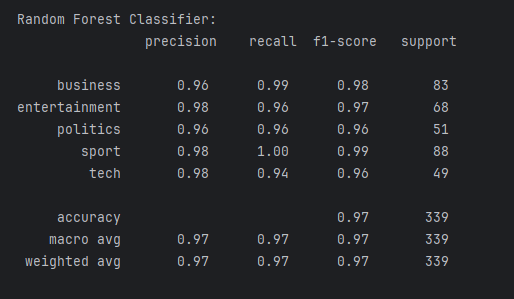 Random Forest Classifier:
precision recall f1-score support
business 0.96 0.99 0.98 83
entertainment 0.98 0.96 0.97 68
politics 0.96 0.96 0.96 51
sport 0.98 1.00 0.99 88
tech 0.98 0.94 0.96 49
accuracy 0.97 339
macro avg 0.97 0.97 0.97 339
weighted avg 0.97 0.97 0.97 339